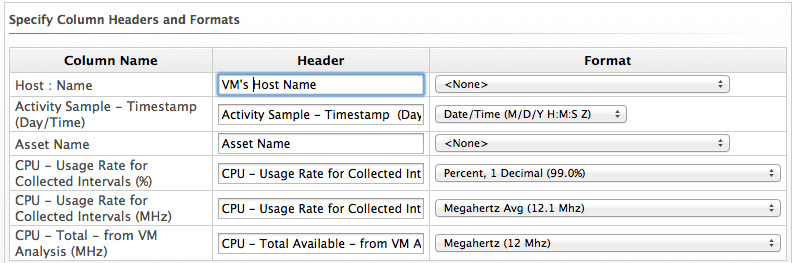 Specify Column Headers and Formats
Column Name Header Format
Host : Name VM's Host Name <None>
Activity Sample – Timestamp
(Day/Time) Activity Sample – Timestamp (Day Date/Time (M/D/Y H:M:S Z)
Asset Name Asset Name <None>
CPU – Usage Rate for
Collected Intervals (%) CPU – Usage Rate for Collected Int Percent, 1 Decimal (99.0%)
CPU – Usage Rate for
Collected Intervals (MHz) CPU – Usage Rate for Collected Int Megahertz Avg (12.1 Mhz)
CPU – Total – from VM
Analysis (MHz) CPU – Total Available – from VM A Megahertz (12 Mhz)